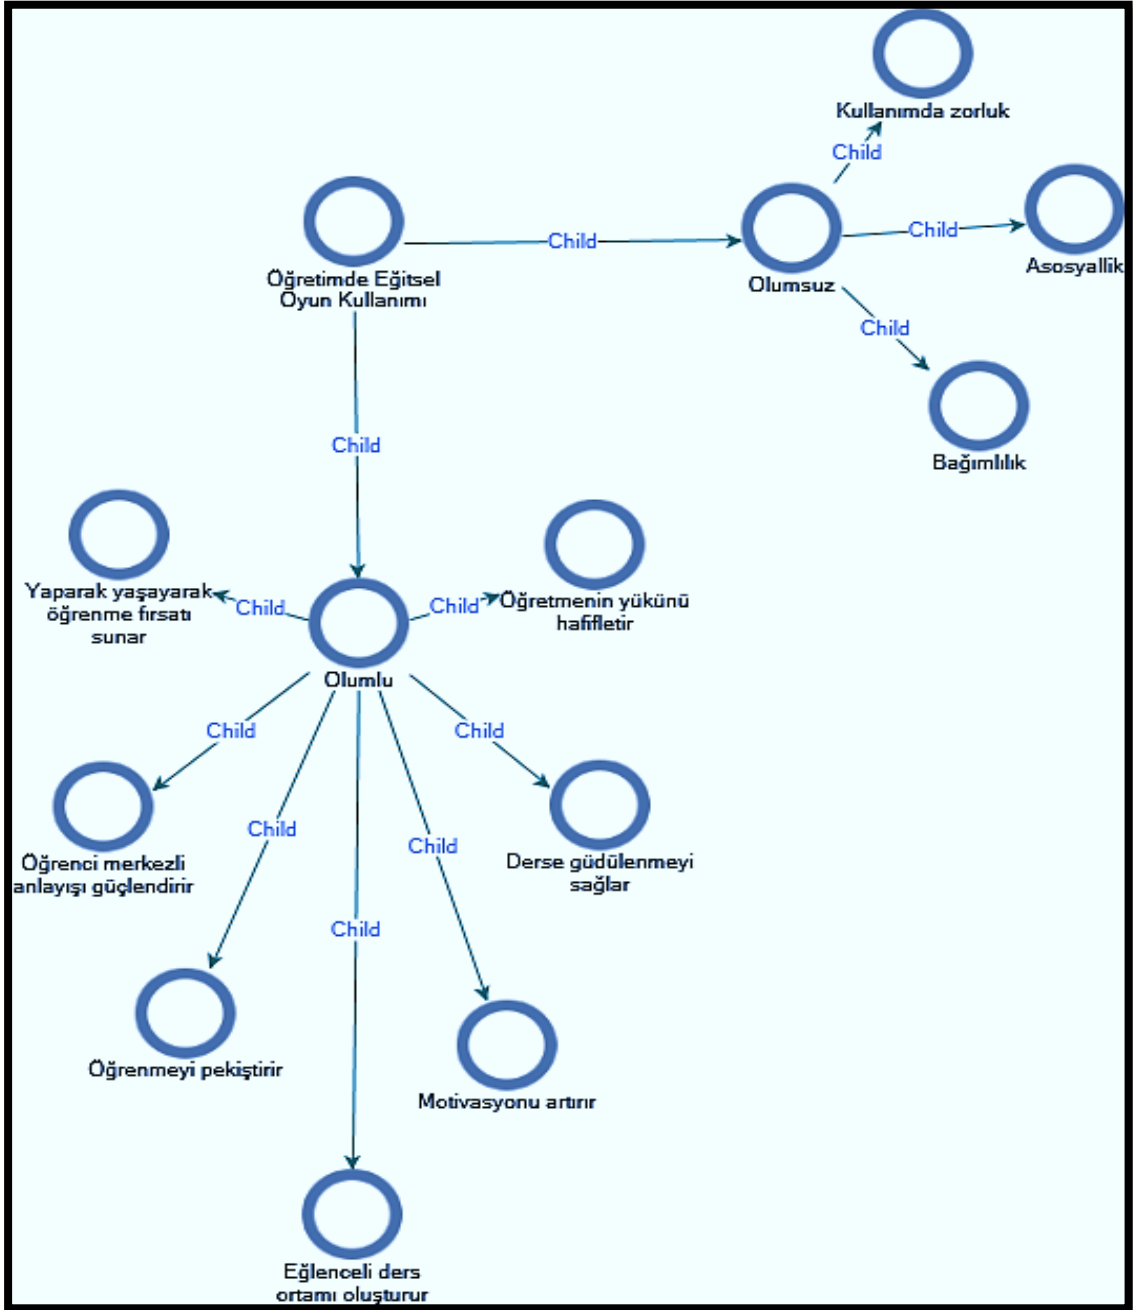 Kullanımda zorluk
Child
Asosyallik
Child
Öğretimde Eğitsel
Oyun Kullanımı
Child
Olumsuz
Child
Bağımlılık
Child
Yaparak yaşayarak
öğrenme fırsatı
sunar
Child
Child
Öğretmenin yükünü
hafifletir
Olumlu
Child
Child
Öğrenci merkezli
anlayışı güçlendirir
Child
Child
Derse güdülenmeyi
sağlar
Child
Öğrenmeyi pekiştirir
Motivasyonu artırır
Eğlenceli ders
ortamı oluşturur